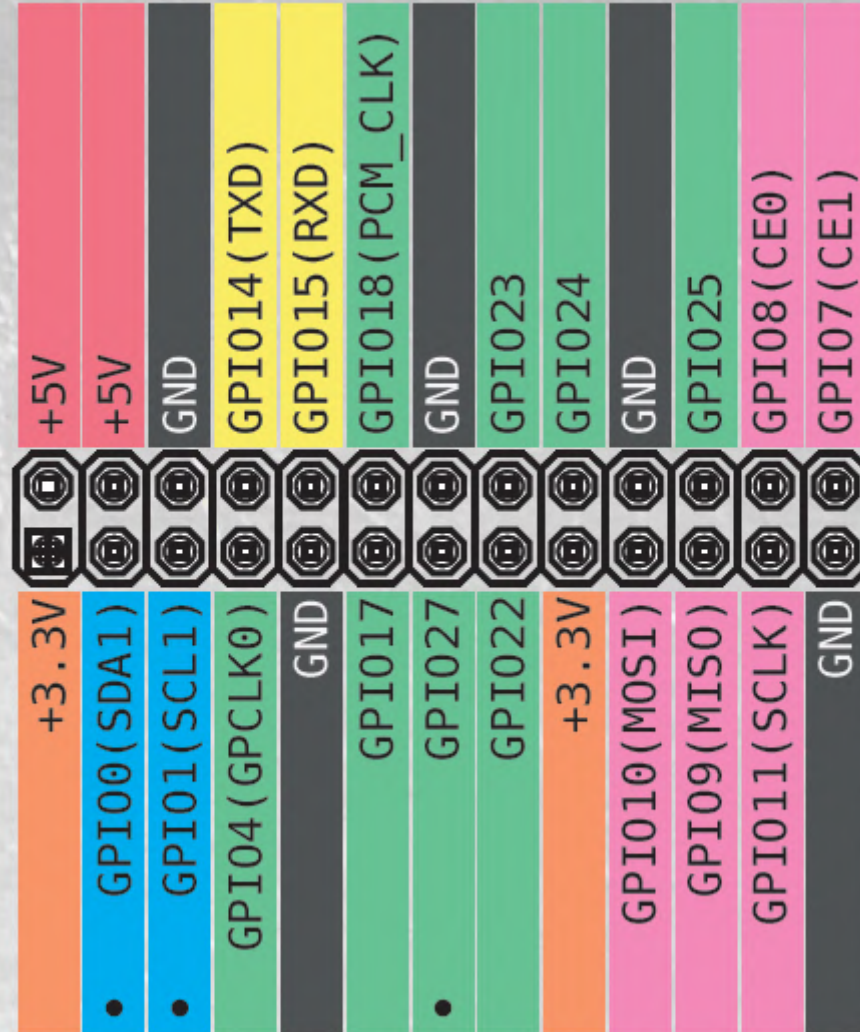 +5V
+5V
GND
GPIO14(TXD)
GPIO15(RXD)
GPIO18(PCM_CLK)
GND
GPIO23
GPIO24
GND
GPIO25
GPIO8(CE0)
GPIO7(CE1)
+3.3V
GPIO0(SDA1)
GPIO1(SCL1)
GPIO4(GPCLK0)
GND
GPIO17
GPIO27
GPIO22
+3.3V
GPIO10(MOSI)
GPIO9(MISO)
GPIO11(SCLK)
GND